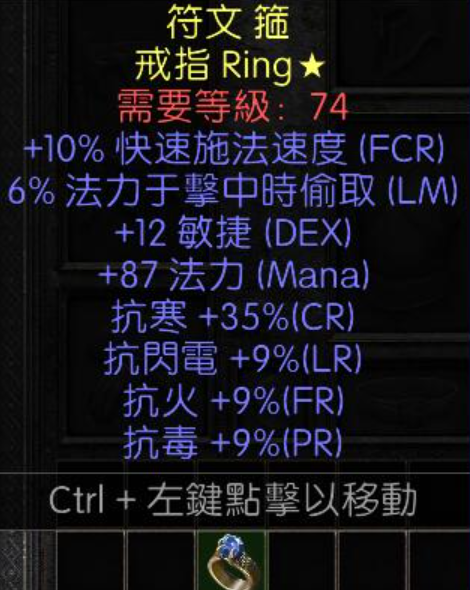 符文 箍
戒指 Ring★
需要等級：74
+10% 快速施法速度 (FCR)
6% 法力于擊中時偷取 (LM)
+12 敏捷 (DEX)
+87 法力 (Mana)
抗寒 +35%(CR)
抗閃電 +9%(LR)
抗火 +9%(FR)
抗毒 +9%(PR)
Ctrl + 左鍵點擊以移動